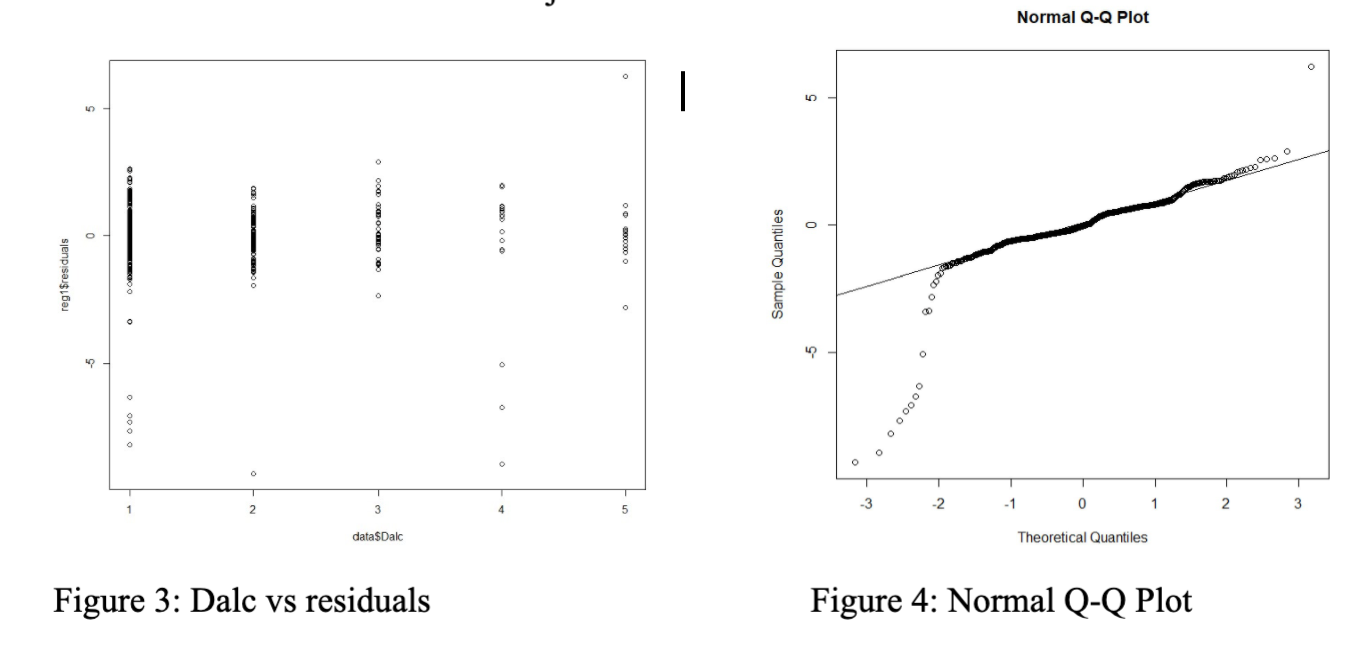 Normal Q-Q Plot
5
0
-5
reg1$residuals
1
2
3
4
5
data$Dalc
5
0
-5
Sample Quantiles
-3
-2
-1
0
1
2
3
Theoretical Quantiles
Figure 3: Dalc vs residuals
Figure 4: Normal Q-Q Plot